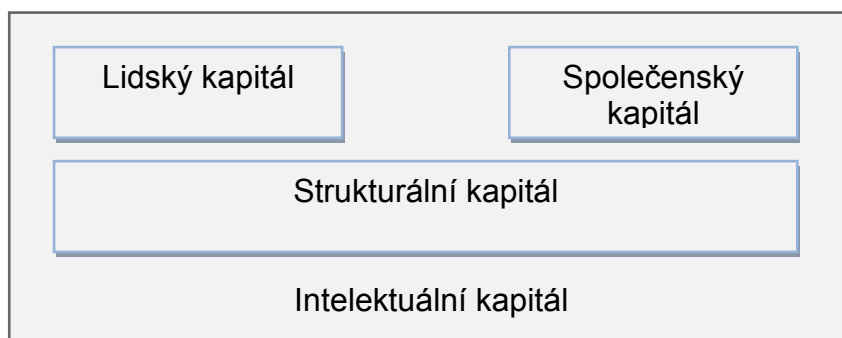 Lidský kapitál
Společenský
kapitál
Strukturální kapitál
Intelektuální kapitál